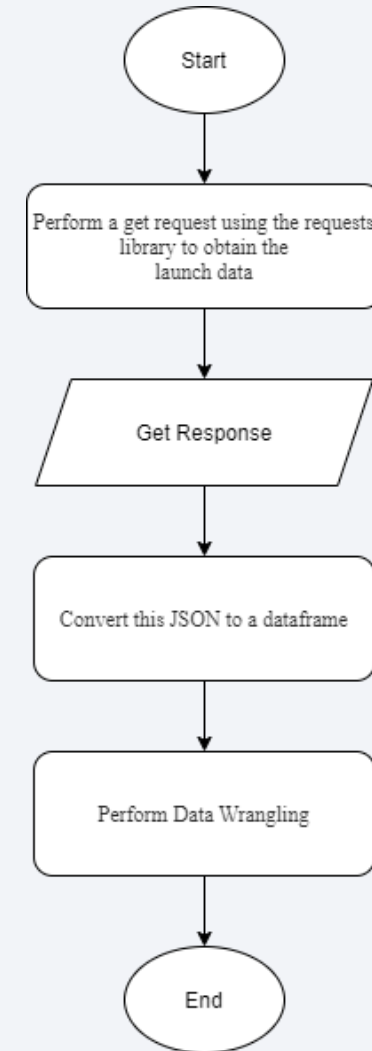 Start
Perform a get request using the requests
library to obtain the
launch data
Get Response
Convert this JSON to a dataframe
Perform Data Wrangling
End